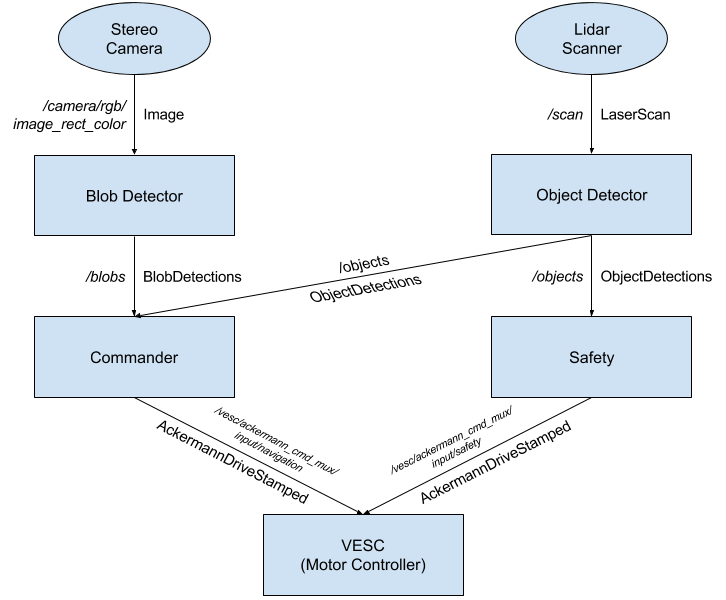 Stereo
Camera
Lidar
Scanner
/camera/rgb/
image_rect_color
Image
/scan
LaserScan
Blob Detector
Object Detector
/blobs
BlobDetections
/objects
ObjectDetections
/objects
ObjectDetections
Commander
Safety
/vesc/ackermann_cmd_mux/
input/navigation
AckermannDriveStamped
/vesc/ackermann_cmd_mux/
input/safety
AckermannDriveStamped
VESC
(Motor Controller)